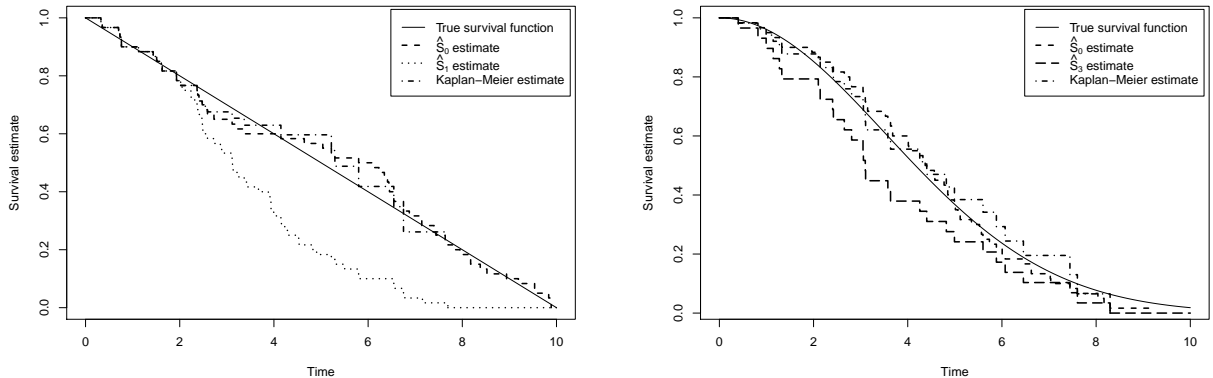 True survival function
Ŝ₀ estimate
Ŝ₁ estimate
Kaplan−Meier estimate
Survival estimate
0.0 0.2 0.4 0.6 0.8 1.0
0 2 4 6 8 10
Time
True survival function
Ŝ₀ estimate
Ŝ₃ estimate
Kaplan−Meier estimate
Survival estimate
0.0 0.2 0.4 0.6 0.8 1.0
0 2 4 6 8 10
Time